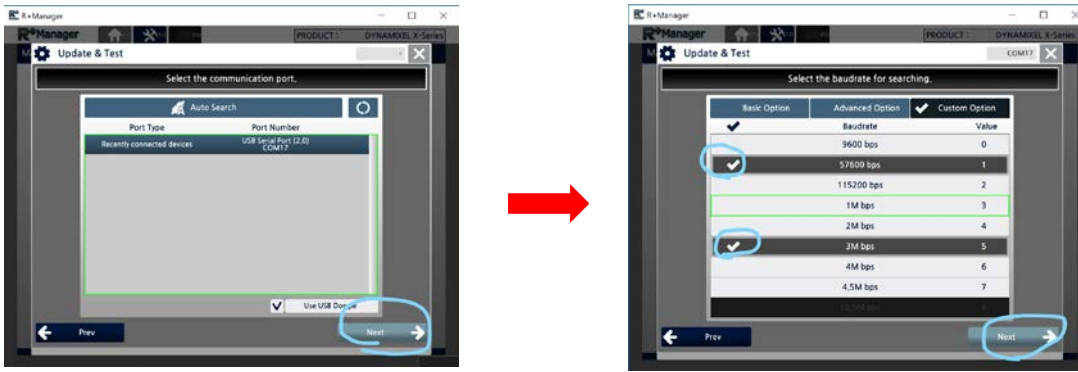 R+Manager
R+Manager
PRODUCT : DYNAMIXEL X-Series
Update & Test
Select the communication port.
Auto Search
Port Type Port Number
Recently connected devices USB Serial Port (2.0)
COM17
Use USB Dongle
Prev Next
R+Manager
R+Manager
PRODUCT : DYNAMIXEL X-Series
Update & Test COM17
Select the baudrate for searching.
Basic Option Advanced Option Custom Option
Baudrate Value
9600 bps 0
57600 bps 1
115200 bps 2
1M bps 3
2M bps 4
3M bps 5
4M bps 6
4.5M bps 7
Prev Next